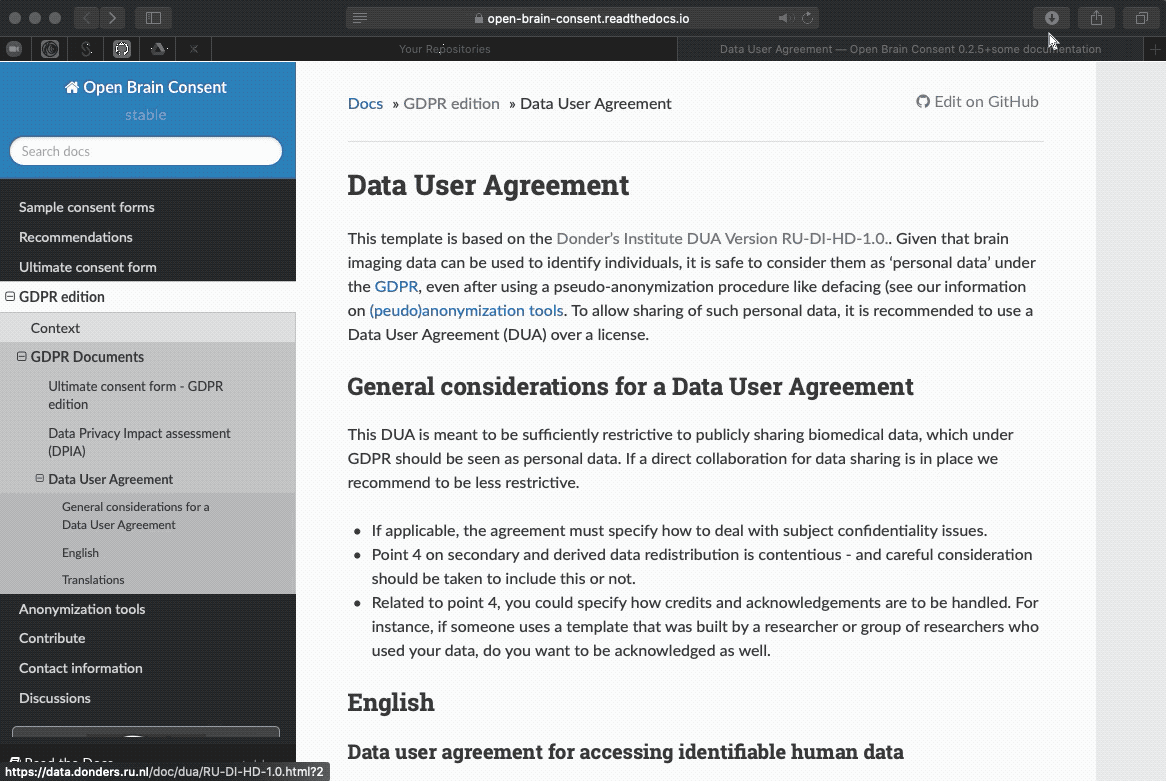 open-brain-consent.readthedocs.io
Your Repositories
Data User Agreement — Open Brain Consent 0.2.5+some documentation
Open Brain Consent
stable
Search docs
Sample consent forms
Recommendations
Ultimate consent form
GDPR edition
Context
GDPR Documents
Ultimate consent form - GDPR
edition
Data Privacy Impact assessment
(DPIA)
Data User Agreement
General considerations for a
Data User Agreement
English
Translations
Anonymization tools
Contribute
Contact information
Discussions
Read the Docs
https://data.donders.ru.nl/doc/dua/RU-DI-HD-1.0.html?2
Docs » GDPR edition » Data User Agreement
Edit on GitHub
Data User Agreement
This template is based on the Donder’s Institute DUA Version RU-DI-HD-1.0.. Given that brain
imaging data can be used to identify individuals, it is safe to consider them as ‘personal data’ under
the GDPR, even after using a pseudo-anonymization procedure like defacing (see our information
on (peudo)anonymization tools. To allow sharing of such personal data, it is recommended to use a
Data User Agreement (DUA) over a license.
General considerations for a Data User Agreement
This DUA is meant to be sufficiently restrictive to publicly sharing biomedical data, which under
GDPR should be seen as personal data. If a direct collaboration for data sharing is in place we
recommend to be less restrictive.
• If applicable, the agreement must specify how to deal with subject confidentiality issues.
• Point 4 on secondary and derived data redistribution is contentious - and careful consideration
should be taken to include this or not.
• Related to point 4, you could specify how credits and acknowledgements are to be handled. For
instance, if someone uses a template that was built by a researcher or group of researchers who
used your data, do you want to be acknowledged as well.
English
Data user agreement for accessing identifiable human data